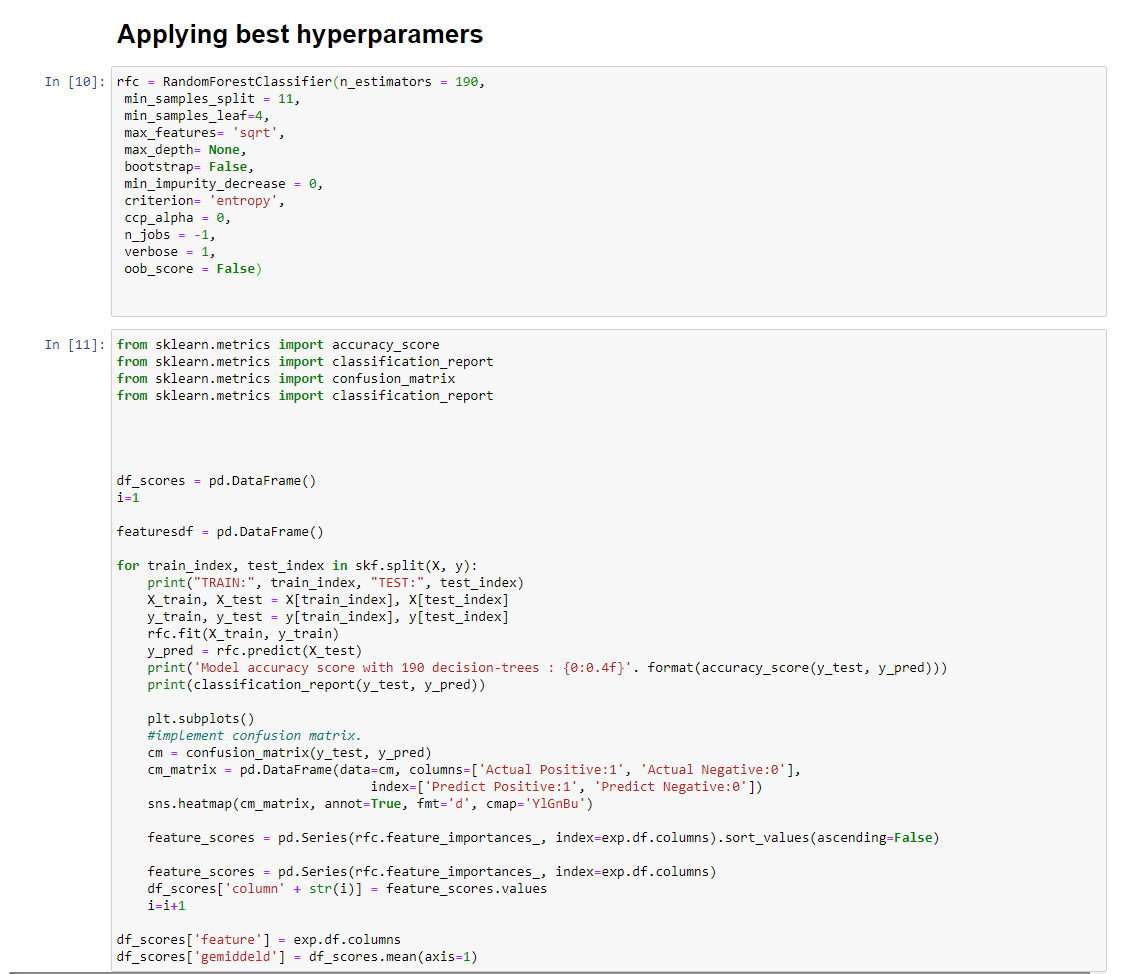 Applying best hyperparamers
In [10]:
rfc = RandomForestClassifier(n_estimators = 190,
 min_samples_split = 11,
 min_samples_leaf=4,
 max_features= 'sqrt',
 max_depth= None,
 bootstrap= False,
 min_impurity_decrease = 0,
 criterion= 'entropy',
 ccp_alpha = 0,
 n_jobs = -1,
 verbose = 1,
 oob_score = False)
In [11]:
from sklearn.metrics import accuracy_score
from sklearn.metrics import classification_report
from sklearn.metrics import confusion_matrix
from sklearn.metrics import classification_report
df_scores = pd.DataFrame()
i=1
featuresdf = pd.DataFrame()
for train_index, test_index in skf.split(X, y):
    print("TRAIN:", train_index, "TEST:", test_index)
    X_train, X_test = X[train_index], X[test_index]
    y_train, y_test = y[train_index], y[test_index]
    rfc.fit(X_train, y_train)
    y_pred = rfc.predict(X_test)
    print('Model accuracy score with 190 decision-trees : {0:0.4f}'. format(accuracy_score(y_test, y_pred)))
    print(classification_report(y_test, y_pred))
    plt.subplots()
    #implement confusion matrix.
    cm = confusion_matrix(y_test, y_pred)
    cm_matrix = pd.DataFrame(data=cm, columns=['Actual Positive:1', 'Actual Negative:0'],
                                 index=['Predict Positive:1', 'Predict Negative:0'])
    sns.heatmap(cm_matrix, annot=True, fmt='d', cmap='YlGnBu')
    feature_scores = pd.Series(rfc.feature_importances_, index=exp.df.columns).sort_values(ascending=False)
    feature_scores = pd.Series(rfc.feature_importances_, index=exp.df.columns)
    df_scores['column' + str(i)] = feature_scores.values
    i=i+1
df_scores['feature'] = exp.df.columns
df_scores['gemiddeld'] = df_scores.mean(axis=1)